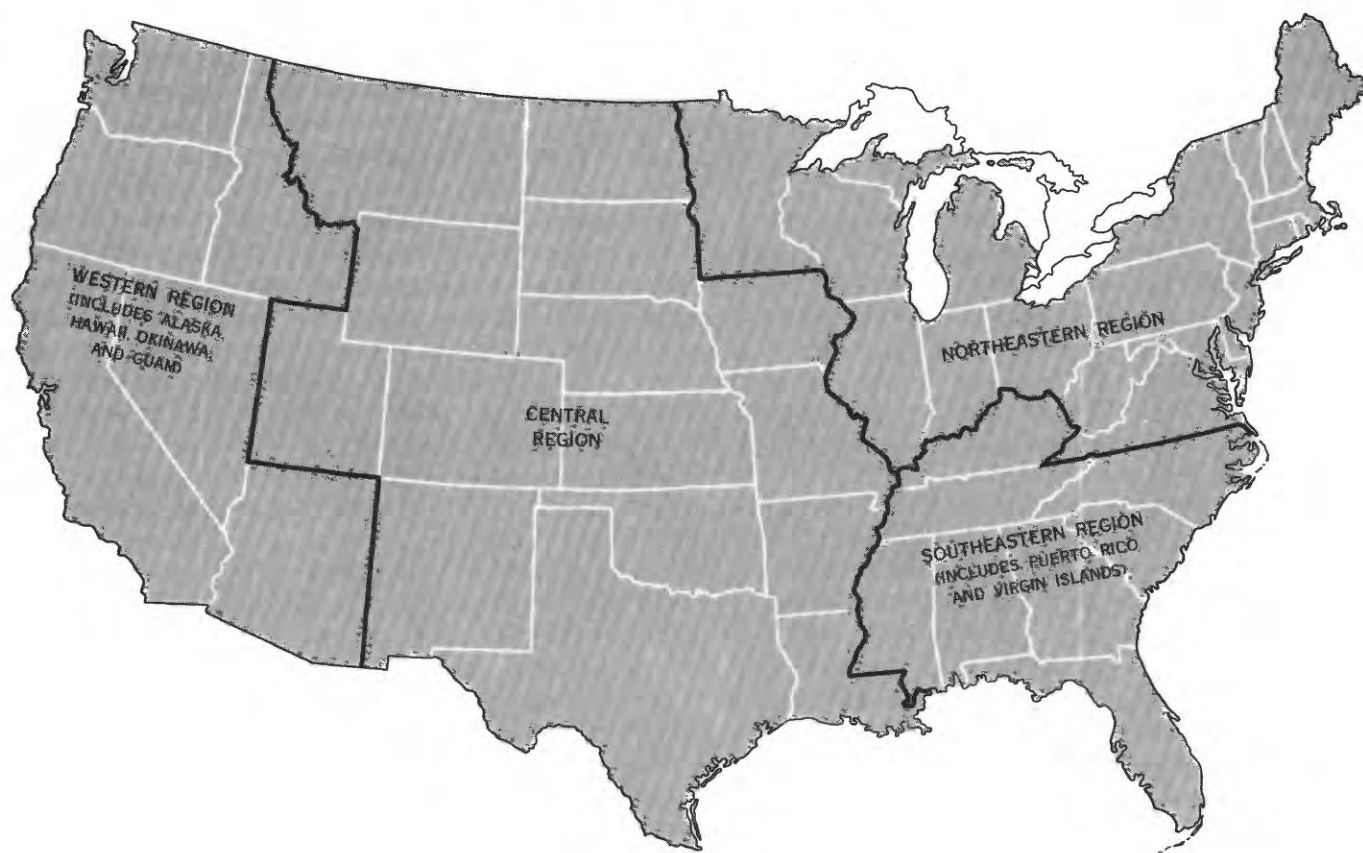 WESTERN REGION
(INCLUDES ALASKA,
HAWAII, OKINAWA,
AND GUAM)
CENTRAL
REGION
NORTHEASTERN REGION
SOUTHEASTERN REGION
(INCLUDES PUERTO RICO
AND VIRGIN ISLANDS)